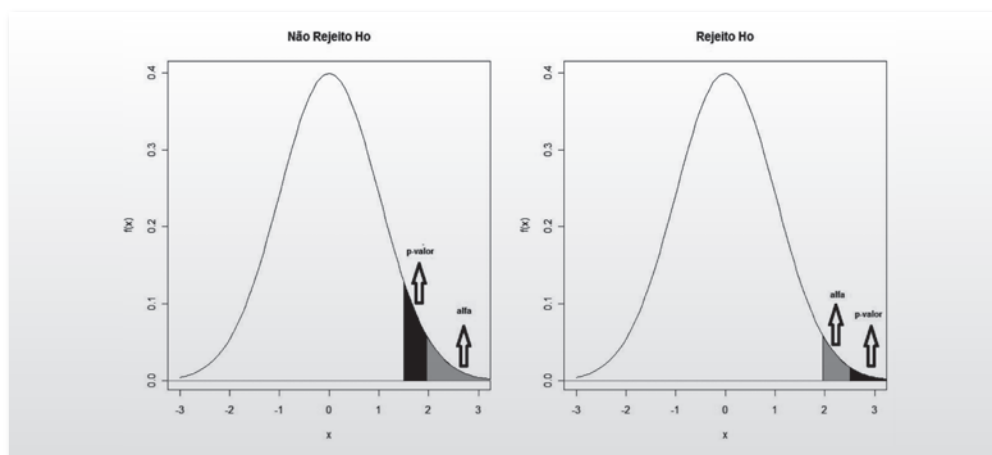 Não Rejeito Ho
0.4
0.3
0.2
0.1
0.0
f(x)
p-valor
alfa
-3 -2 -1 0 1 2 3
x
Rejeito Ho
0.4
0.3
0.2
0.1
0.0
f(x)
alfa
p-valor
-3 -2 -1 0 1 2 3
x